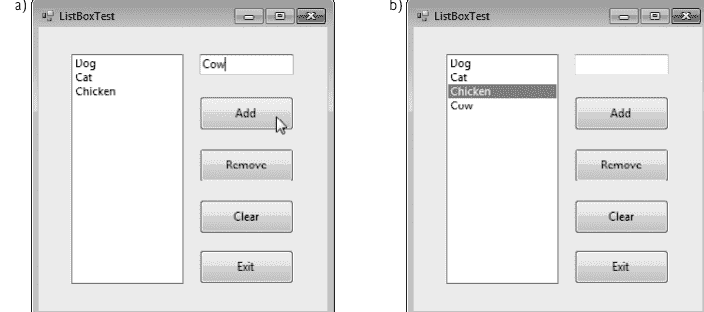 a)
ListBoxTest
Dog
Cat
Chicken
Cow
Add
Remove
Clear
Exit
b)
ListBoxTest
Dog
Cat
Chicken
Cow
Add
Remove
Clear
Exit